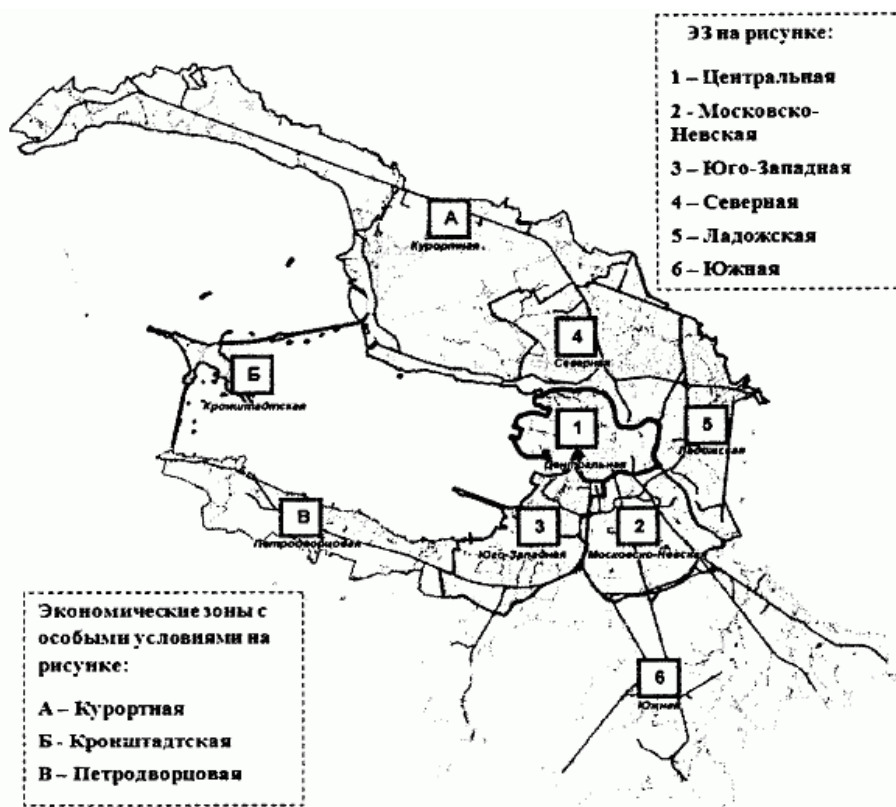 ЭЗ на рисунке:
1 – Центральная
2 - Московско-
Невская
3 – Юго-Западная
4 – Северная
5 – Ладожская
6 – Южная
А
Курортная
4
Северная
Б
Кронштадтская
1
Центральная
5
Ладожская
В
Петродворцовая
3
Юго-Западная
2
Московско-Невская
6
Южная
Экономические зоны с
особыми условиями на
рисунке:
А – Курортная
Б - Кронштадтская
В – Петродворцовая